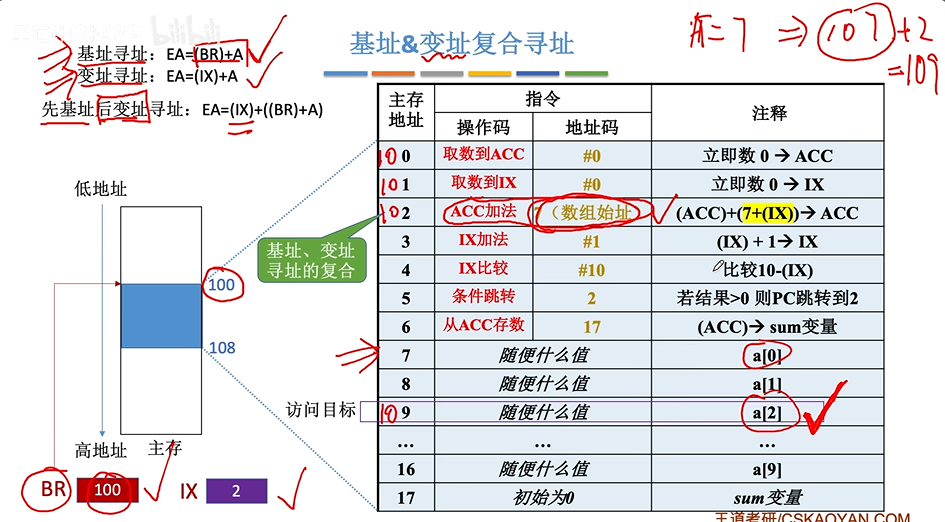 bilibili
基址&变址复合寻址
A=7 ⇒ 107+2
=109
基址寻址：EA=(BR)+A
变址寻址：EA=(IX)+A
先基址后变址寻址：EA=(IX)+((BR)+A)
主存地址 指令 注释
操作码 地址码
10 0 取数到ACC #0 立即数 0 → ACC
10 1 取数到IX #0 立即数 0 → IX
10 2 ACC加法 7（数组始址 (ACC)+(7+(IX))→ ACC
3 IX加法 #1 (IX) + 1→ IX
4 IX比较 #10 比较10-(IX)
5 条件跳转 2 若结果>0 则PC跳转到2
6 从ACC存数 17 (ACC)→ sum变量
7 随便什么值 a[0]
8 随便什么值 a[1]
访问目标 10 9 随便什么值 a[2]
... ... ...
16 随便什么值 a[9]
17 初始为0 sum变量
低地址
基址、变址
寻址的复合
100
108
高地址
主存
BR 100 IX 2
王道考研/CSKAOYAN.COM